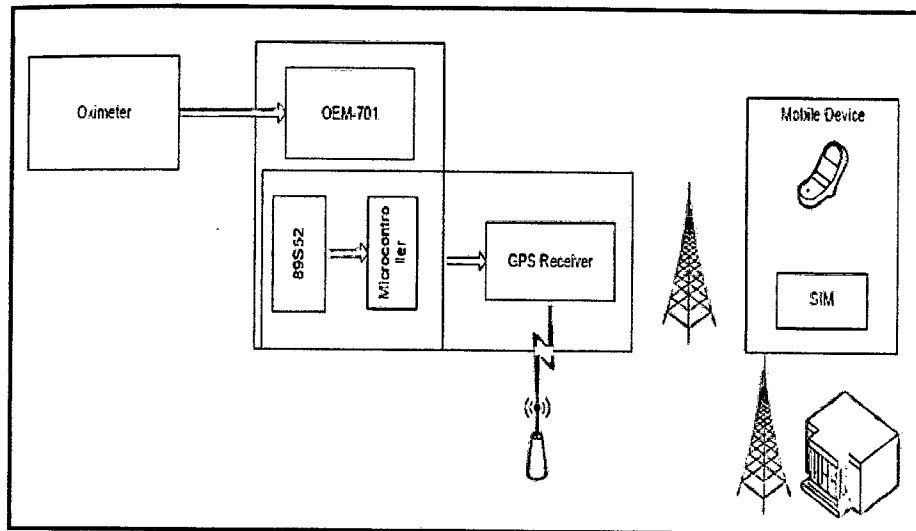 Oximeter
OEM-701
Mobile Device
89S52
Microcontro
ller
GPS Receiver
SIM